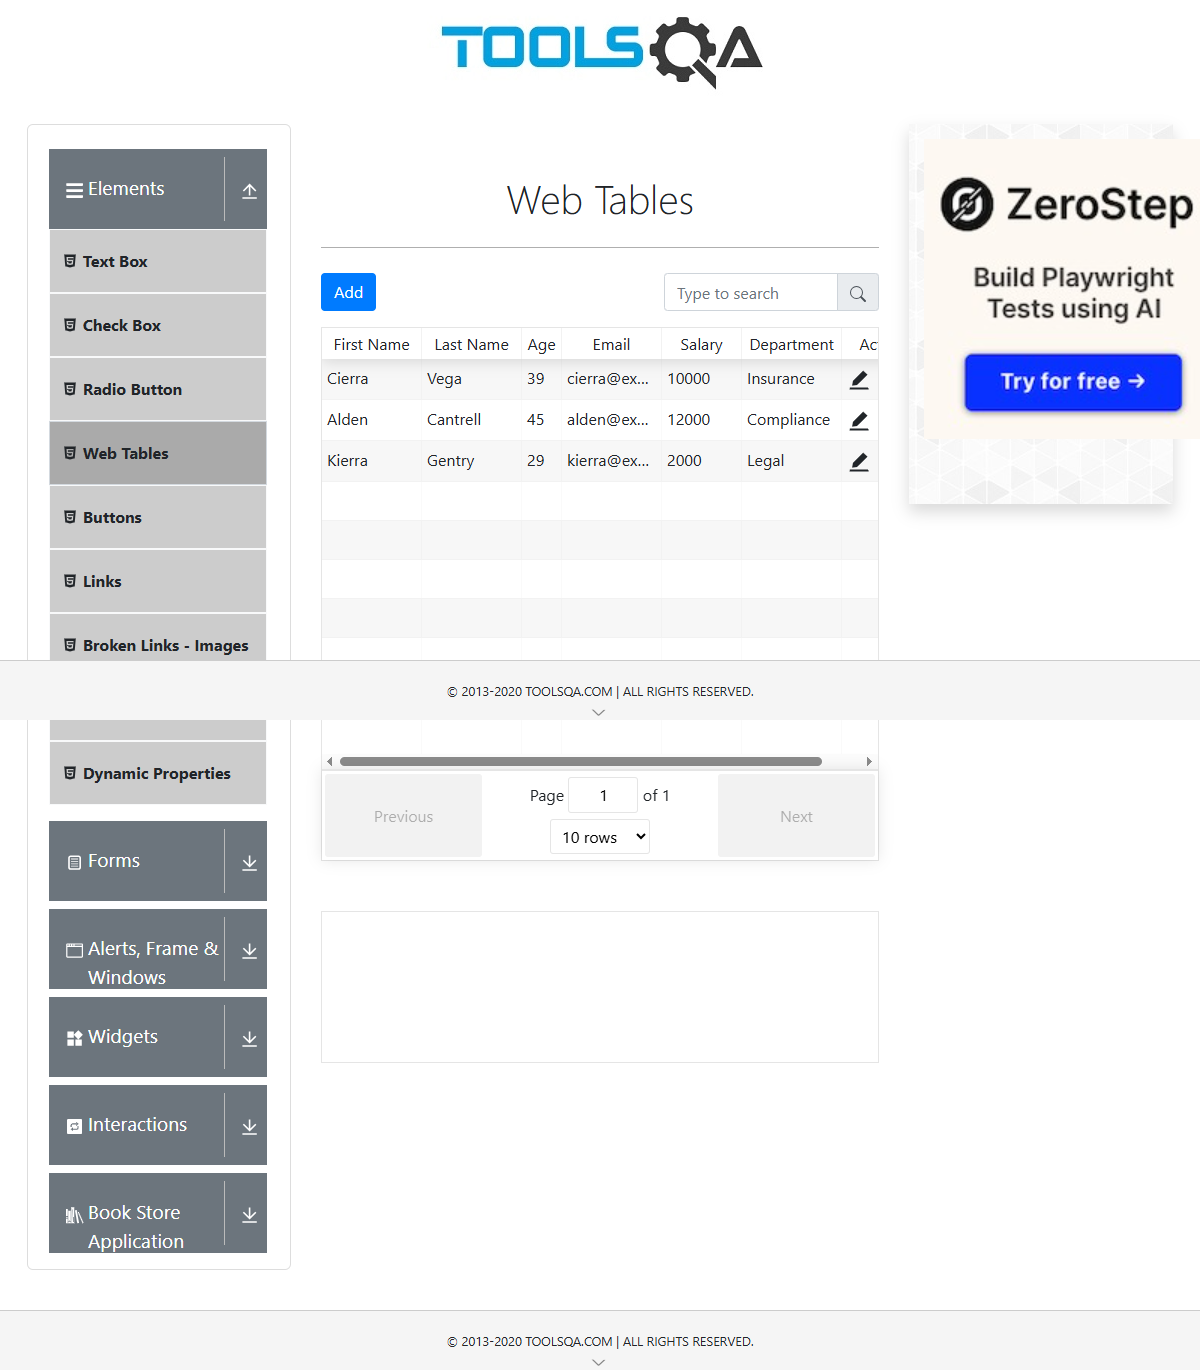 TOOLSQA
Elements
Text Box
Check Box
Radio Button
Web Tables
Buttons
Links
Broken Links - Images
Dynamic Properties
Forms
Alerts, Frame &
Windows
Widgets
Interactions
Book Store
Application
Web Tables
Add
Type to search
First Name Last Name Age Email Salary Department Ac
Cierra Vega 39 cierra@ex... 10000 Insurance
Alden Cantrell 45 alden@ex... 12000 Compliance
Kierra Gentry 29 kierra@ex... 2000 Legal
Previous
Page 1 of 1
10 rows
Next
ZeroStep
Build Playwright
Tests using AI
Try for free →
© 2013-2020 TOOLSQA.COM | ALL RIGHTS RESERVED.
© 2013-2020 TOOLSQA.COM | ALL RIGHTS RESERVED.